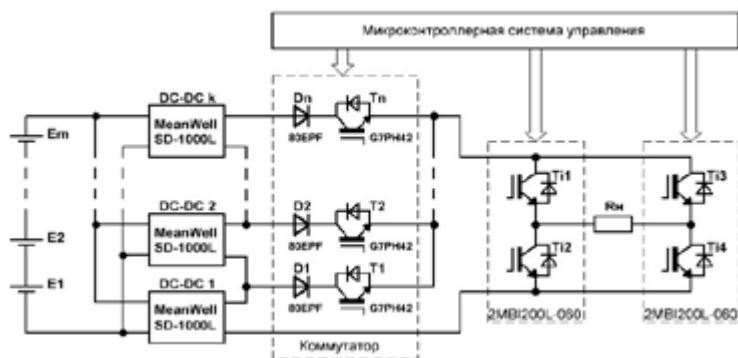 Микроконтроллерная система управления
DC-DC k
MeanWell
SD-1000L
Dn
80EPF
Tn
G7PH42
Em
DC-DC 2
MeanWell
SD-1000L
D2
80EPF
T2
G7PH42
E2
DC-DC 1
MeanWell
SD-1000L
D1
80EPF
T1
G7PH42
E1
Коммутатор
Ti1
Ti2
Rн
Ti3
Ti4
2MBI200L-060
2MBI200L-060